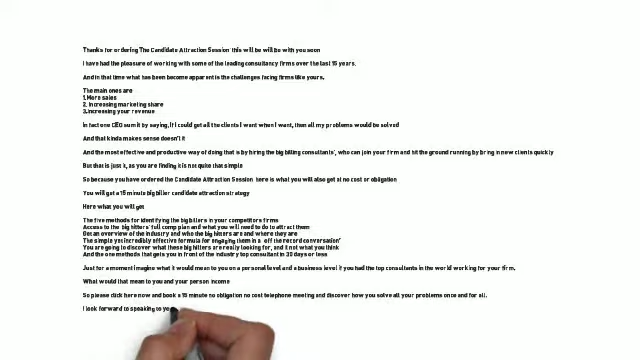 Thanks for ordering The Candidate Attraction Session this will be will be with you soon
I have had the pleasure of working with some of the leading consultancy firms over the last 15 years.
And in that time what has been become apparent is the challenges facing firms like yours,
The main ones are
1.More sales
2. Increasing marketing share
3.Increasing your revenue
In fact one CEO sum it by saying, if I could get all the clients I want when I want, then all my problems would be solved
And that kinda makes sense doesn't it
And the most effective and productive way of doing that is by hiring the big billing consultants', who can join your firm and hit the ground running by bring in new clients quickly
But that is just it, as you are finding it is not quite that simple
So because you have ordered the Candidate Attraction Session here is what you will also get at no cost or obligation
You will get a 15 minute big biller candidate attraction strategy
Here what you will get
The five methods for identifying the big billers in your competitors firms
Access to the big hitters' full comp plan and what you will need to do to attract them
Get an overview of the industry and who the big hitters are and where they are
The simple yet incredibly effective formula for engaging them in a off the record conversation"
You are going to discover what these big hitters are really looking for, and it not what you think
And the one methods that gets you in front of the industry top consultant in 30 days or less
Just for a moment imagine what it would mean to you on a personal level and a business level if you had the top consultants in the world working for your firm,
What would that mean to you and your person income
So please click here now and book a 15 minute no obligation no cost telephone meeting and discover how you solve all your problems once and for all.
I look forward to speaking to yo